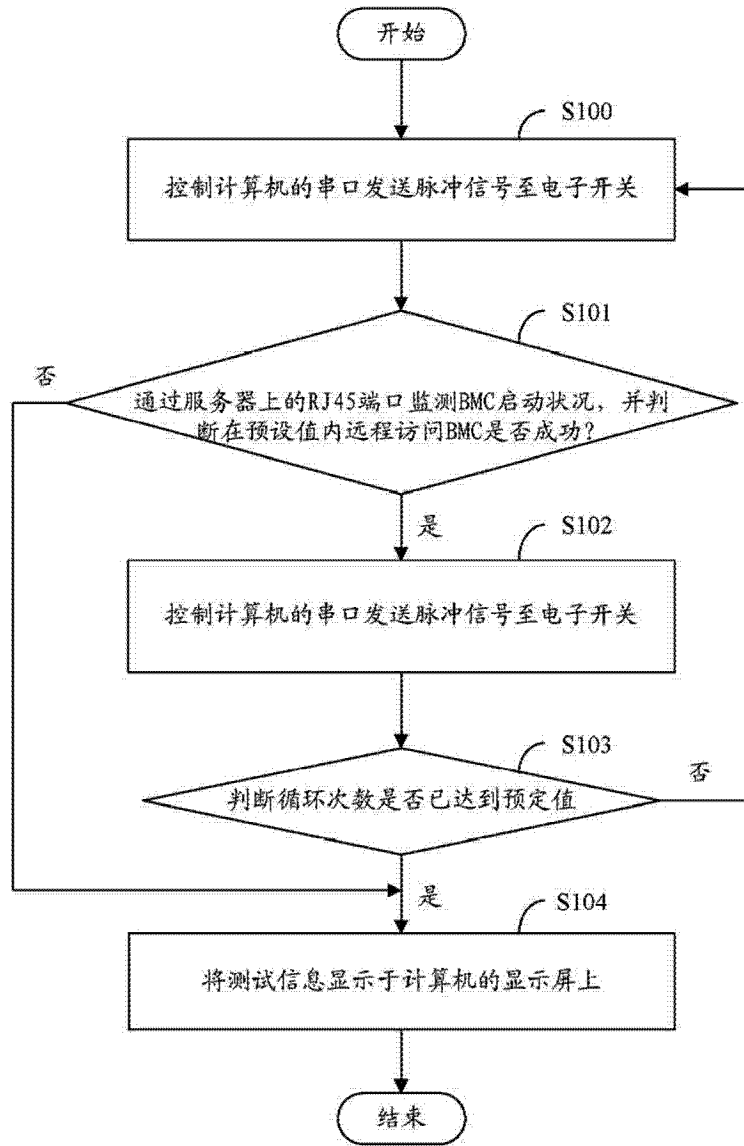 开始
S100
控制计算机的串口发送脉冲信号至电子开关
S101
否
通过服务器上的RJ45端口监测BMC启动状况，并判
断在预设值内远程访问BMC是否成功？
是
S102
控制计算机的串口发送脉冲信号至电子开关
S103
否
判断循环次数是否已达到预定值
是
S104
将测试信息显示于计算机的显示屏上
结束